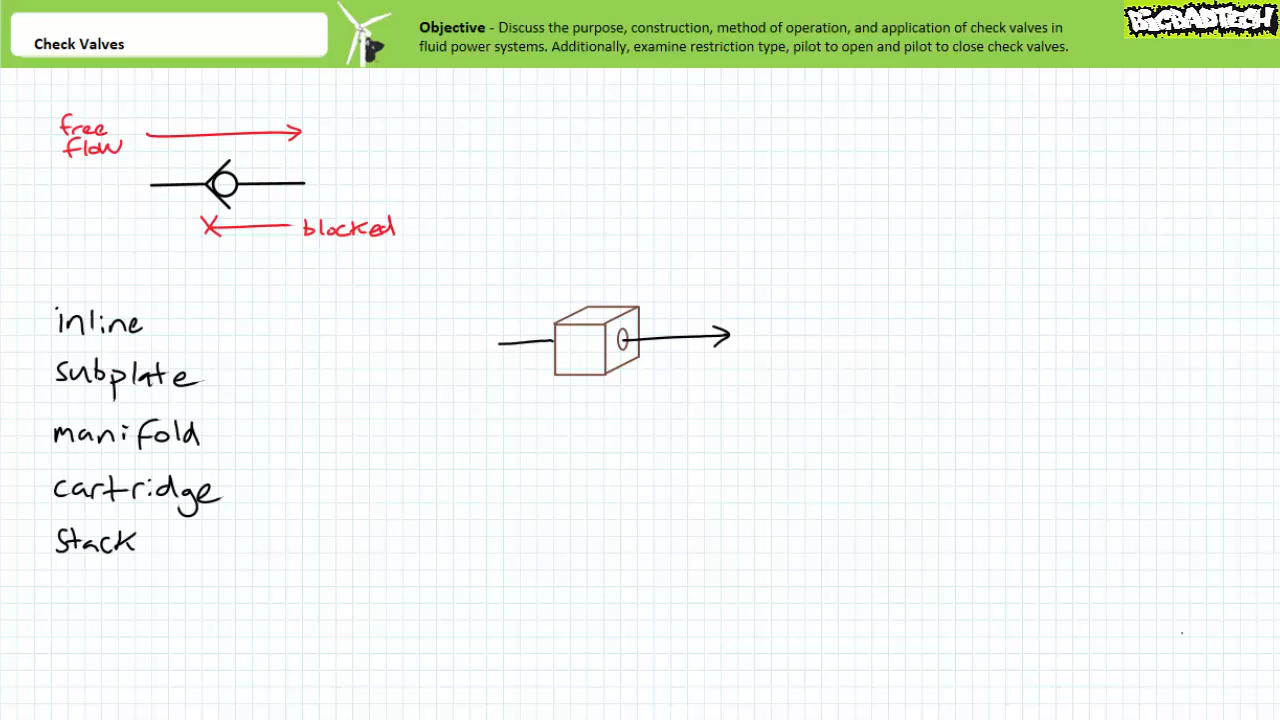 Check Valves
Objective - Discuss the purpose, construction, method of operation, and application of check valves in
fluid power systems. Additionally, examine restriction type, pilot to open and pilot to close check valves.
BIGBADTECH
free
flow
blocked
inline
subplate
manifold
cartridge
stack